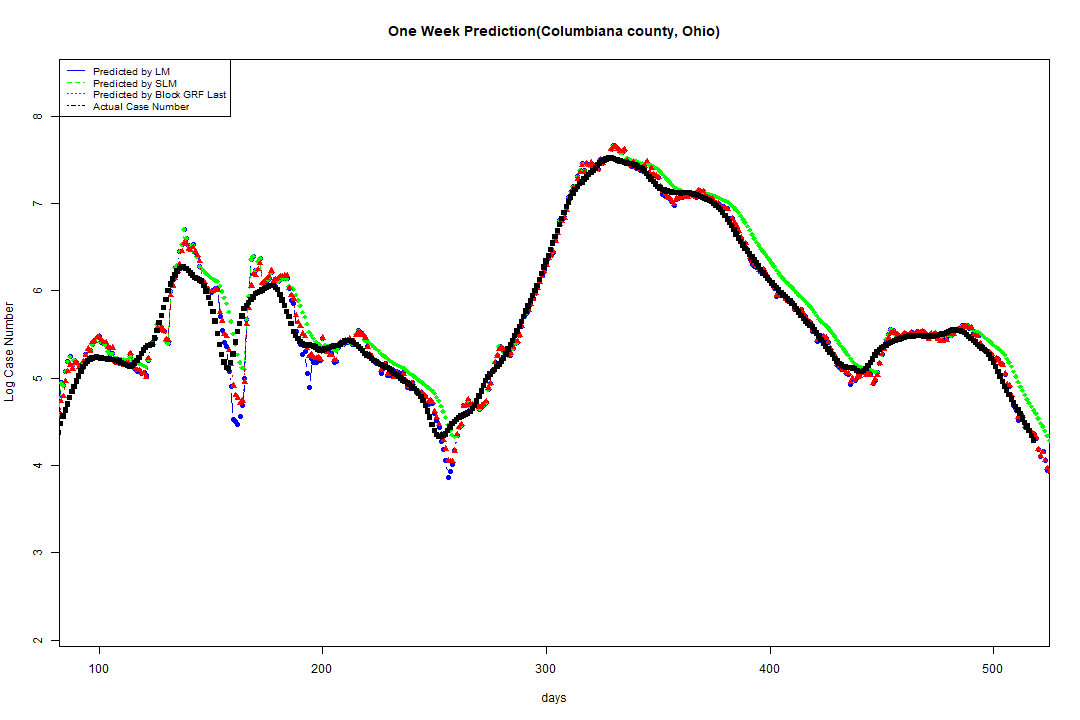 One Week Prediction(Columbiana county, Ohio)
Predicted by LM
Predicted by SLM
Predicted by Block GRF Last
Actual Case Number
Log Case Number
8
7
6
5
4
3
2
100 200 300 400 500
days